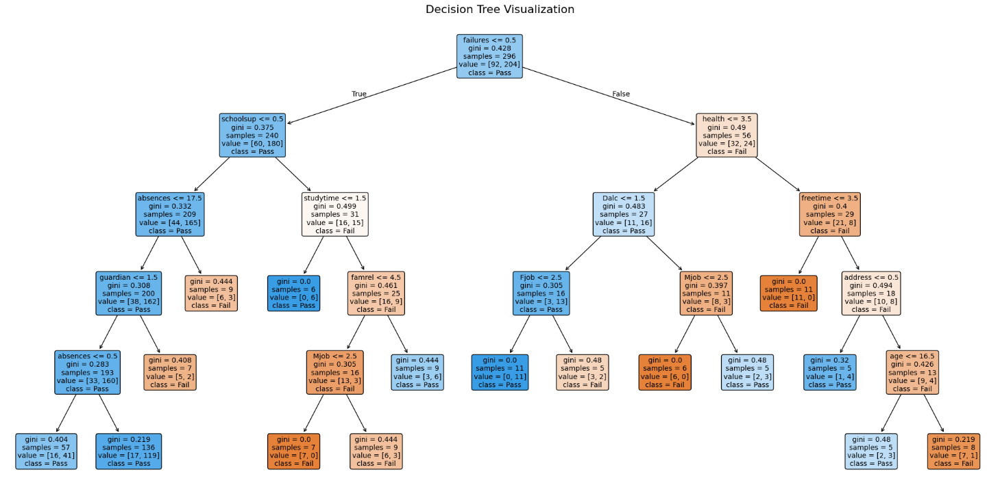 Decision Tree Visualization
failures <= 0.5
gini = 0.428
samples = 296
value = [92, 204]
class = Pass
True
False
schoolsup <= 0.5
gini = 0.375
samples = 240
value = [60, 180]
class = Pass
health <= 3.5
gini = 0.49
samples = 56
value = [32, 24]
class = Fail
absences <= 17.5
gini = 0.332
samples = 209
value = [44, 165]
class = Pass
studytime <= 1.5
gini = 0.499
samples = 31
value = [16, 15]
class = Fail
Dalc <= 1.5
gini = 0.483
samples = 27
value = [11, 16]
class = Pass
freetime <= 3.5
gini = 0.4
samples = 29
value = [21, 8]
class = Fail
guardian <= 1.5
gini = 0.308
samples = 200
value = [38, 162]
class = Pass
gini = 0.444
samples = 9
value = [6, 3]
class = Fail
gini = 0.0
samples = 6
value = [0, 6]
class = Pass
famrel <= 4.5
gini = 0.461
samples = 25
value = [16, 9]
class = Fail
Fjob <= 2.5
gini = 0.305
samples = 16
value = [3, 13]
class = Pass
Mjob <= 2.5
gini = 0.397
samples = 11
value = [8, 3]
class = Fail
gini = 0.0
samples = 11
value = [11, 0]
class = Fail
address <= 0.5
gini = 0.494
samples = 18
value = [10, 8]
class = Fail
absences <= 0.5
gini = 0.283
samples = 193
value = [33, 160]
class = Pass
gini = 0.408
samples = 7
value = [5, 2]
class = Fail
Mjob <= 2.5
gini = 0.305
samples = 16
value = [13, 3]
class = Fail
gini = 0.444
samples = 9
value = [3, 6]
class = Pass
gini = 0.0
samples = 11
value = [0, 11]
class = Pass
gini = 0.48
samples = 5
value = [3, 2]
class = Fail
gini = 0.0
samples = 6
value = [6, 0]
class = Fail
gini = 0.48
samples = 5
value = [2, 3]
class = Pass
gini = 0.32
samples = 5
value = [1, 4]
class = Pass
age <= 16.5
gini = 0.426
samples = 13
value = [9, 4]
class = Fail
gini = 0.404
samples = 57
value = [16, 41]
class = Pass
gini = 0.219
samples = 136
value = [17, 119]
class = Pass
gini = 0.0
samples = 7
value = [7, 0]
class = Fail
gini = 0.444
samples = 9
value = [6, 3]
class = Fail
gini = 0.48
samples = 5
value = [2, 3]
class = Pass
gini = 0.219
samples = 8
value = [7, 1]
class = Fail